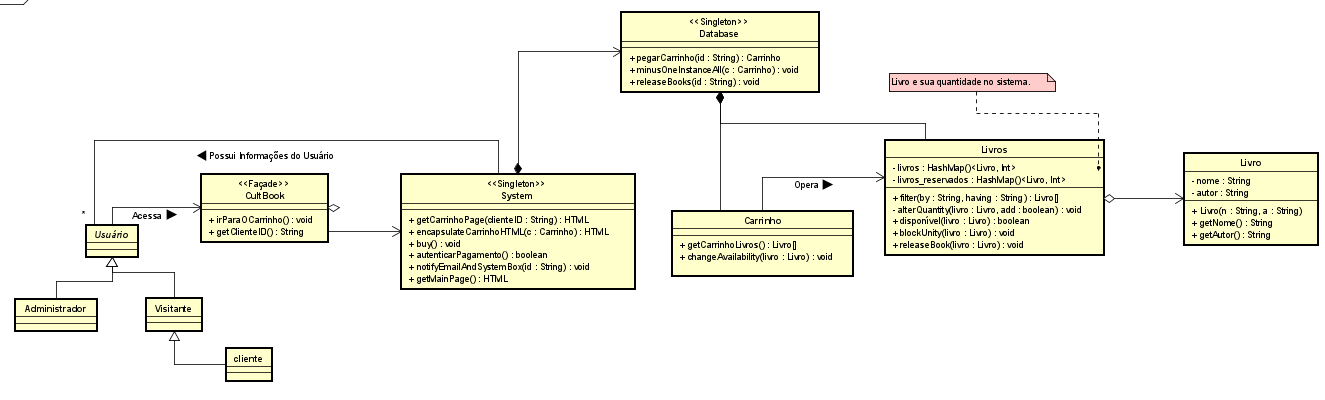 << Singleton >>
Database
+ pegarCarrinho(id : String) : Carrinho
+ minusOneInstanceAll(c : Carrinho) : void
+ releaseBooks(id : String) : void
Livro e sua quantidade no sistema.
Possui Informações do Usuário
<< Façade >>
CultBook
+ irParaOCarrinho() : void
+ getClienteID() : String
<< Singleton >>
System
+ getCarrinhoPage(clienteID : String) : HTML
+ encapsulateCarrinhoHTML(c : Carrinho) : HTML
+ buy() : void
+ autenticarPagamento() : boolean
+ notifyEmailAndSystemBox(id : String) : void
+ getMainPage() : HTML
Livros
- livros : HashMap()<Livro, Int>
- livros_reservados : HashMap()<Livro, Int>
+ filter(by : String, having : String) : Livro[]
- alterQuantity(livro : Livro, add : boolean) : void
+ disponível(livro : Livro) : boolean
+ blockUnity(livro : Livro) : void
+ releaseBook(livro : Livro) : void
Livro
- nome : String
- autor : String
+ Livro(n : String, a : String)
+ getNome() : String
+ getAutor() : String
Opera
Carrinho
+ getCarrinhoLivros() : Livro[]
+ changeAvailability(livro : Livro) : void
*
Acessa
Usuário
Administrador
Visitante
cliente